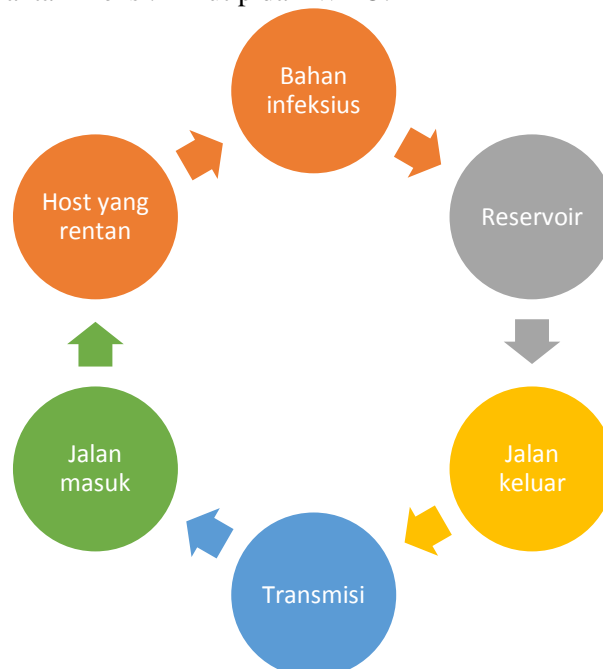 Bahan
infeksius
Reservoir
Jalan
keluar
Transmisi
Jalan
masuk
Host yang
rentan